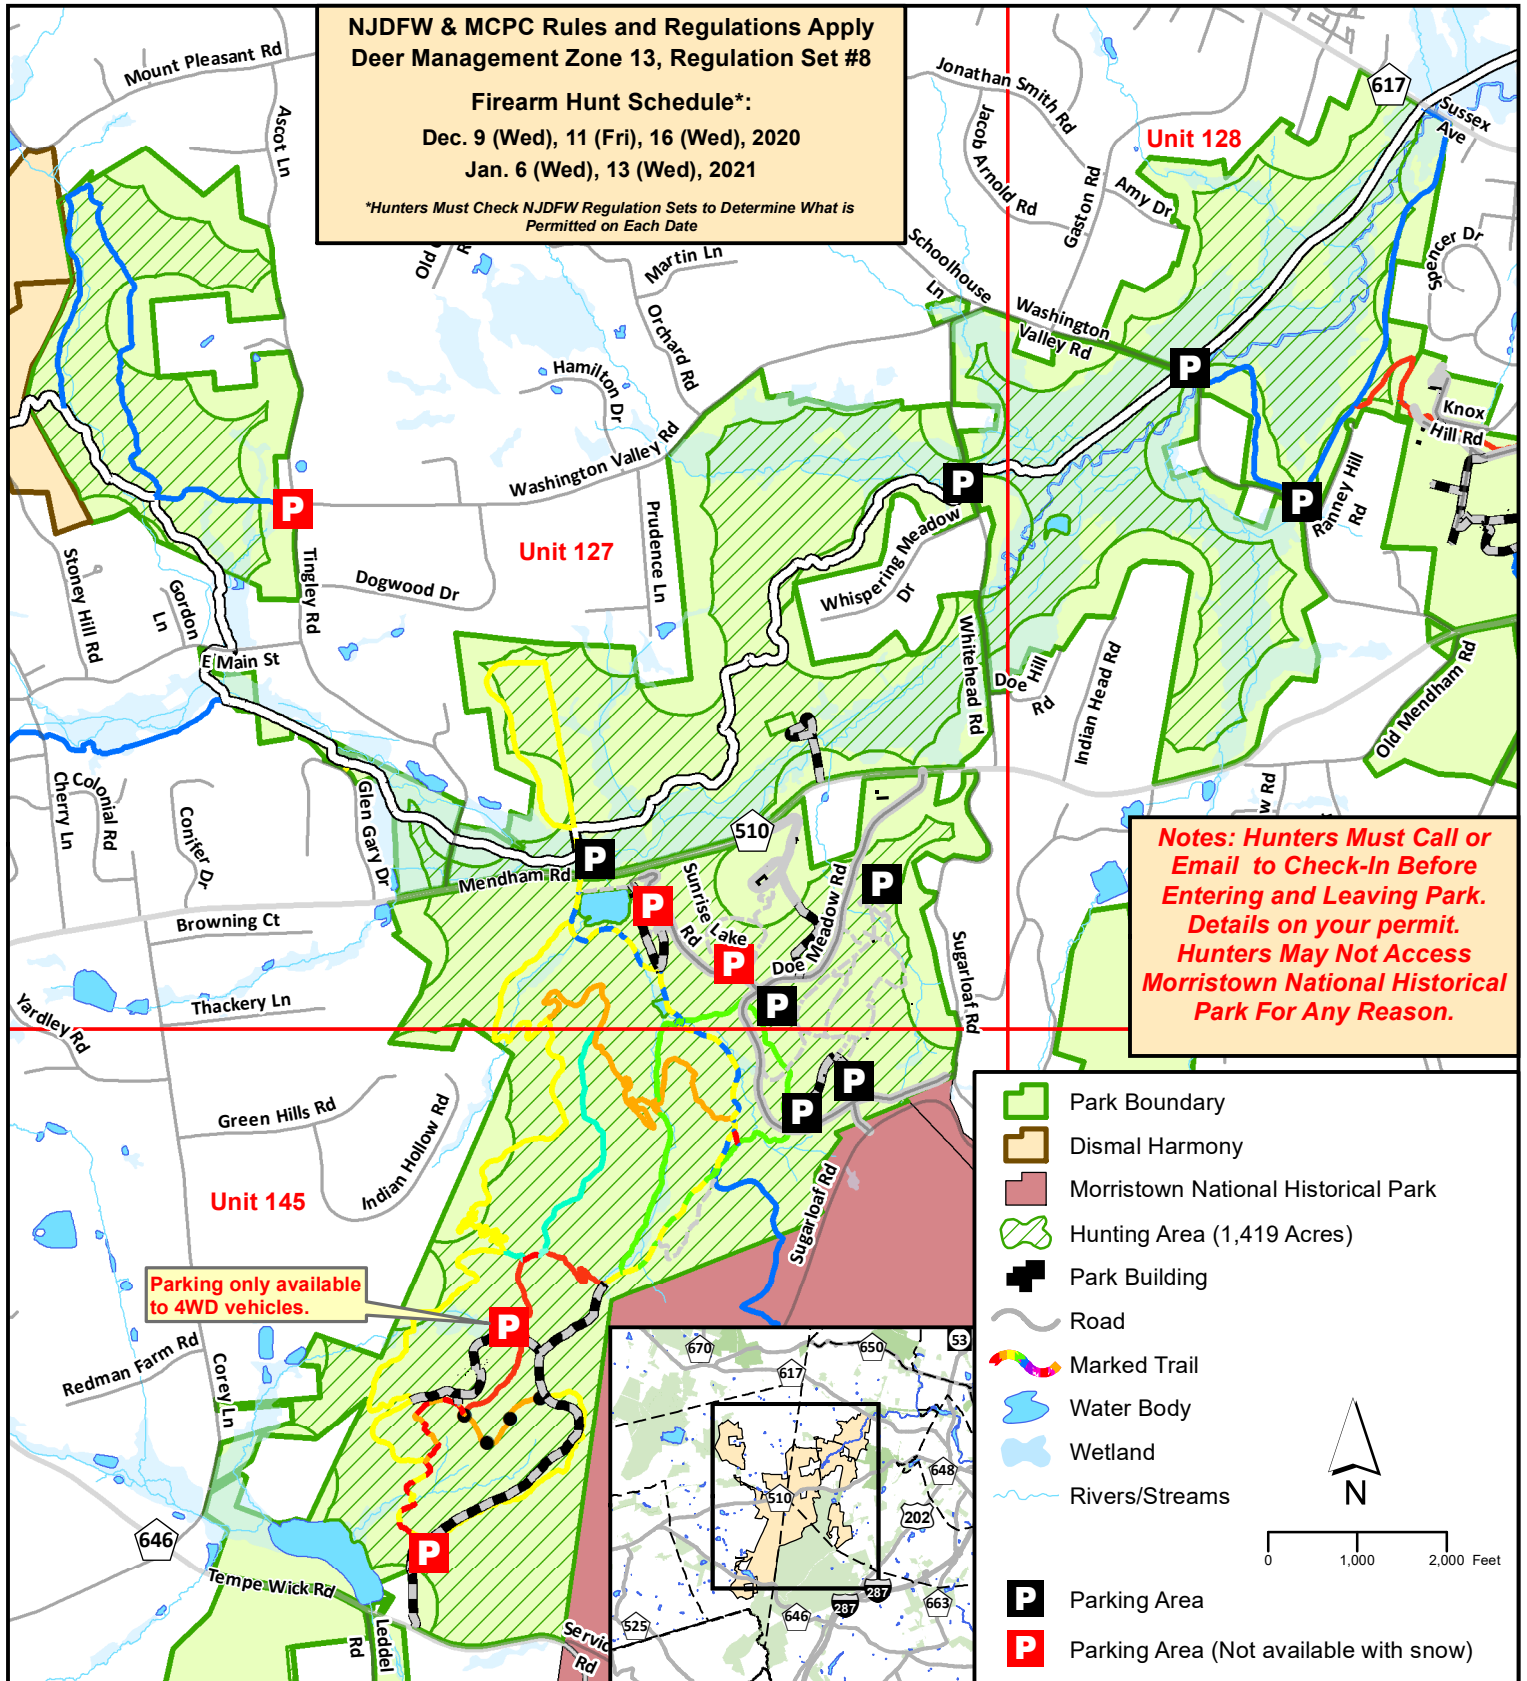 NJDFW & MCPC Rules and Regulations Apply
Deer Management Zone 13, Regulation Set #8
Firearm Hunt Schedule*:
Dec. 9 (Wed), 11 (Fri), 16 (Wed), 2020
Jan. 6 (Wed), 13 (Wed), 2021
*Hunters Must Check NJDFW Regulation Sets to Determine What is
Permitted on Each Date
Mount Pleasant Rd
Ascot Ln
Old
Martin Ln
Orchard Rd
Hamilton Dr
Washington Valley Rd
Prudence Ln
Unit 127
Jonathan Smith Rd
Jacob Arnold Rd
Gaston Rd
Amy Dr
Unit 128
617
Sussex
Ave
Spencer Dr
Schoolhouse
Ln
Washington
Valley Rd
Knox
Hill Rd
Ranney Hill
Rd
P
P
P
P
Whispering Meadow
Dr
Whitehead Rd
Doe Hill
Rd
Indian Head Rd
Old Mendham Rd
Stoney Hill Rd
Gordon
Ln
Tingley Rd
Dogwood Dr
E Main St
Cherry Ln
Colonial Rd
Conifer Dr
Glen Gary Dr
Mendham Rd
510
P
P
P
P
P
P
P
Sunrise Lake
Rd
Doe Meadow Rd
Sugarloaf Rd
w Rd
Browning Ct
Thackery Ln
Yardley Rd
Green Hills Rd
Indian Hollow Rd
Unit 145
Sugarloaf Rd
Notes: Hunters Must Call or
Email to Check-In Before
Entering and Leaving Park.
Details on your permit.
Hunters May Not Access
Morristown National Historical
Park For Any Reason.
Parking only available
to 4WD vehicles.
P
Redman Farm Rd
Corey Ln
646
P
Tempe Wick Rd
Leddel
Rd
Servic
Rd
670
617
650
53
510
648
202
287
287
646
663
525
Park Boundary
Dismal Harmony
Morristown National Historical Park
Hunting Area (1,419 Acres)
Park Building
Road
Marked Trail
Water Body
Wetland
Rivers/Streams
N
0 1,000 2,000 Feet
P Parking Area
P Parking Area (Not available with snow)